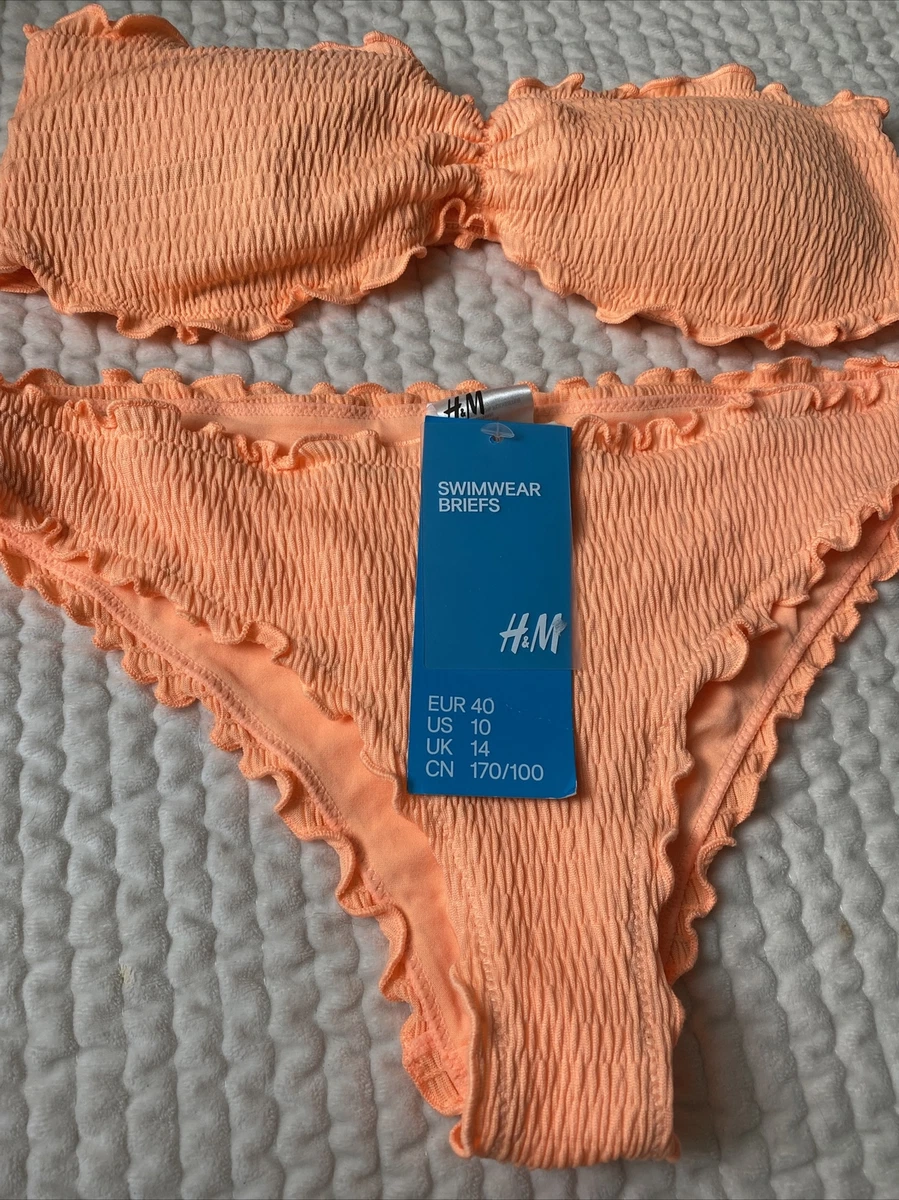 H&M
SWIMWEAR
BRIEFS
H&M
EUR 40
US 10
UK 14
CN 170/100